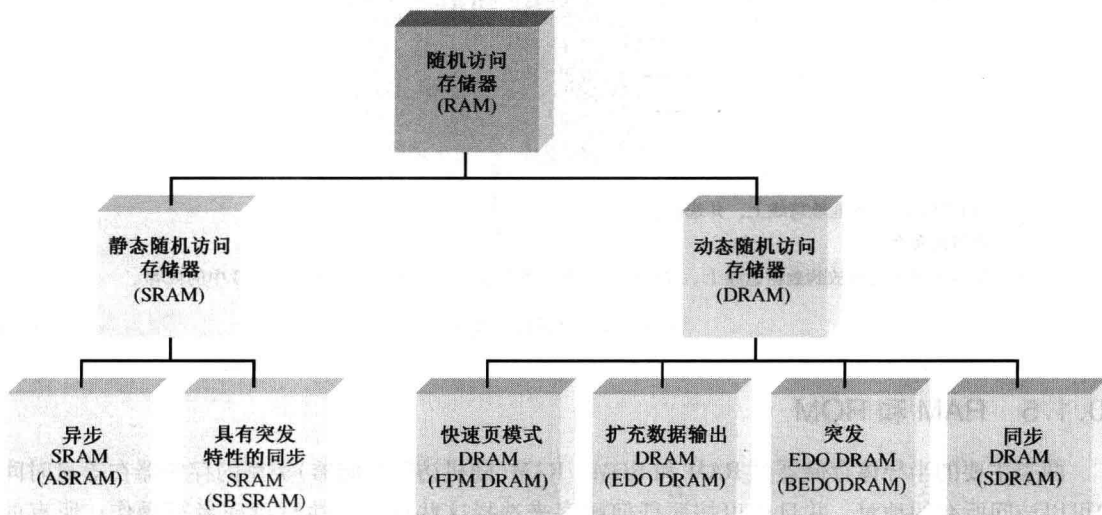 随机访问
存储器
(RAM)
静态随机访问
存储器
(SRAM)
动态随机访问
存储器
(DRAM)
异步
SRAM
(ASRAM)
具有突发
特性的同步
SRAM
(SB SRAM)
快速页模式
DRAM
(FPM DRAM)
扩充数据输出
DRAM
(EDO DRAM)
突发
EDO DRAM
(BEDODRAM)
同步
DRAM
(SDRAM)